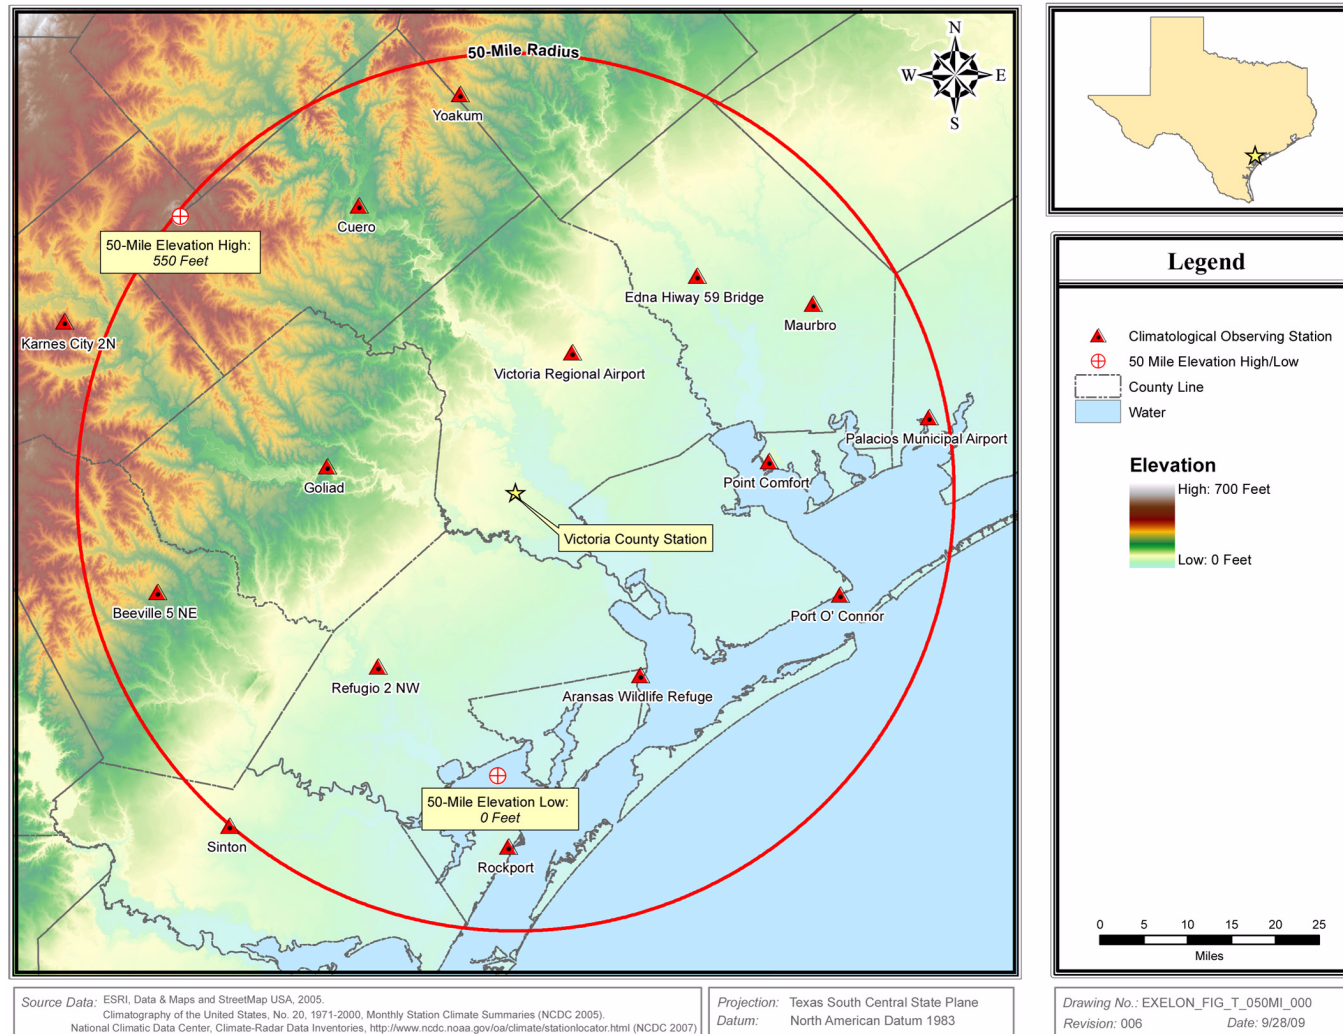 50-Mile Radius
N
W
E
S
Yoakum
Cuero
50-Mile Elevation High:
550 Feet
Edna Hiway 59 Bridge
Maurbro
Karnes City 2N
Victoria Regional Airport
Palacios Municipal Airport
Goliad
Point Comfort
Victoria County Station
Beeville 5 NE
Port O' Connor
Refugio 2 NW
Aransas Wildlife Refuge
50-Mile Elevation Low:
0 Feet
Sinton
Rockport
Legend
Climatological Observing Station
50 Mile Elevation High/Low
County Line
Water
Elevation
High: 700 Feet
Low: 0 Feet
0 5 10 15 20 25
Miles
Source Data: ESRI, Data & Maps and StreetMap USA, 2005.
Climatography of the United States, No. 20, 1971-2000, Monthly Station Climate Summaries (NCDC 2005).
National Climatic Data Center, Climate-Radar Data Inventories, http://www.ncdc.noaa.gov/oa/climate/stationlocator.html (NCDC 2007)
Projection: Texas South Central State Plane
Datum: North American Datum 1983
Drawing No.: EXELON_FIG_T_050MI_000
Revision: 006 Date: 9/28/09